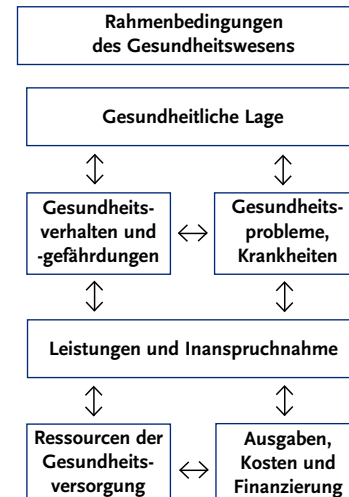 Rahmenbedingungen
des Gesundheitswesens
Gesundheitliche Lage
Gesundheits-
verhalten und
-gefährdungen
Gesundheits-
probleme,
Krankheiten
Leistungen und Inanspruchnahme
Ressourcen der
Gesundheits-
versorgung
Ausgaben,
Kosten und
Finanzierung